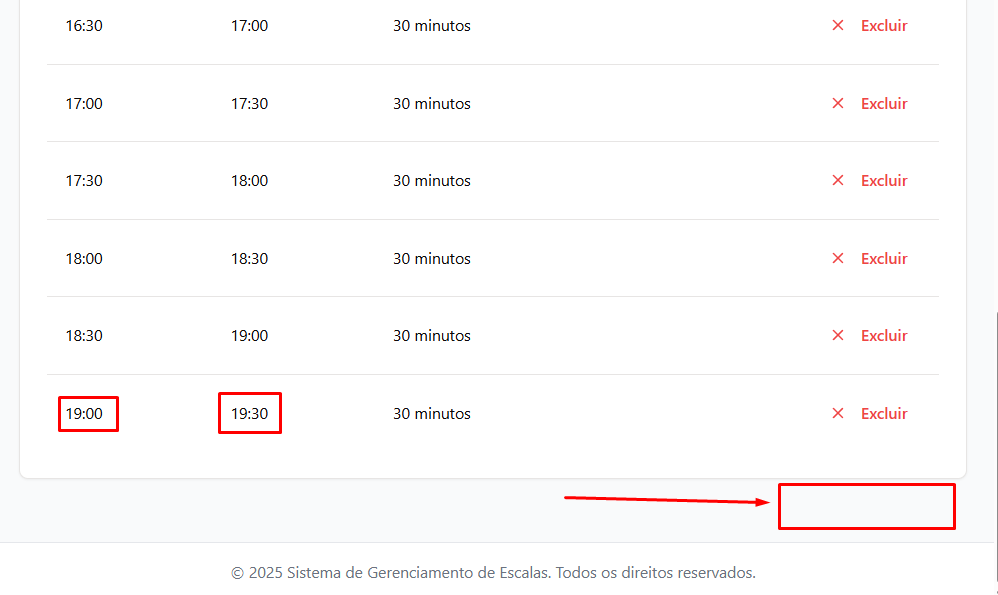 16:30 17:00 30 minutos × Excluir
17:00 17:30 30 minutos × Excluir
17:30 18:00 30 minutos × Excluir
18:00 18:30 30 minutos × Excluir
18:30 19:00 30 minutos × Excluir
19:00 19:30 30 minutos × Excluir
© 2025 Sistema de Gerenciamento de Escalas. Todos os direitos reservados.